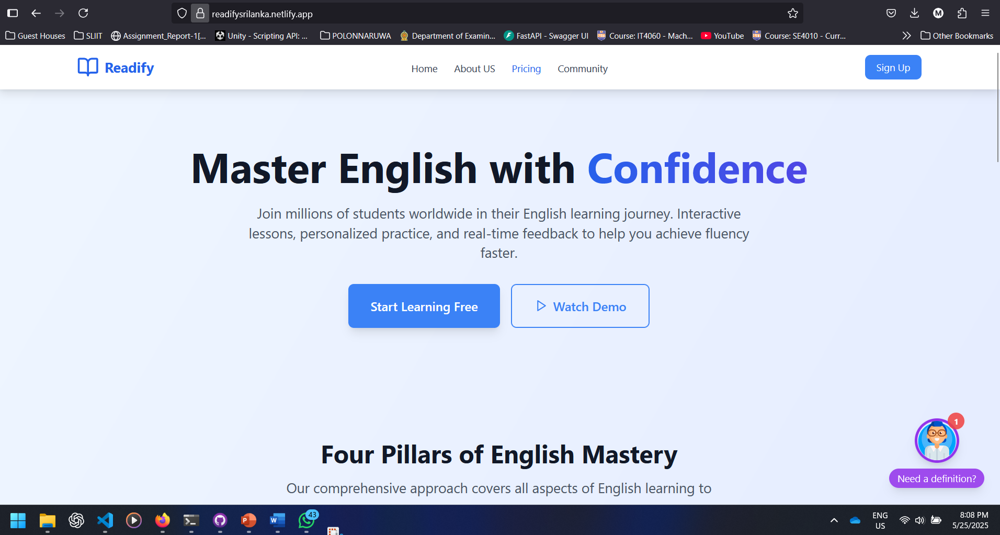 readifysrilanka.netlify.app
Guest Houses
SLIIT
Assignment_Report-1[...
Unity - Scripting API: ...
POLONNARUWA
Department of Examin...
FastAPI - Swagger UI
Course: IT4060 - Mach...
YouTube
Course: SE4010 - Curr...
Other Bookmarks
M
Readify
Home
About US
Pricing
Community
Sign Up
Master English with Confidence
Join millions of students worldwide in their English learning journey. Interactive
lessons, personalized practice, and real-time feedback to help you achieve fluency
faster.
Start Learning Free
Watch Demo
Four Pillars of English Mastery
Our comprehensive approach covers all aspects of English learning to
1
Need a definition?
P
W
43
ENG
US
8:08 PM
5/25/2025